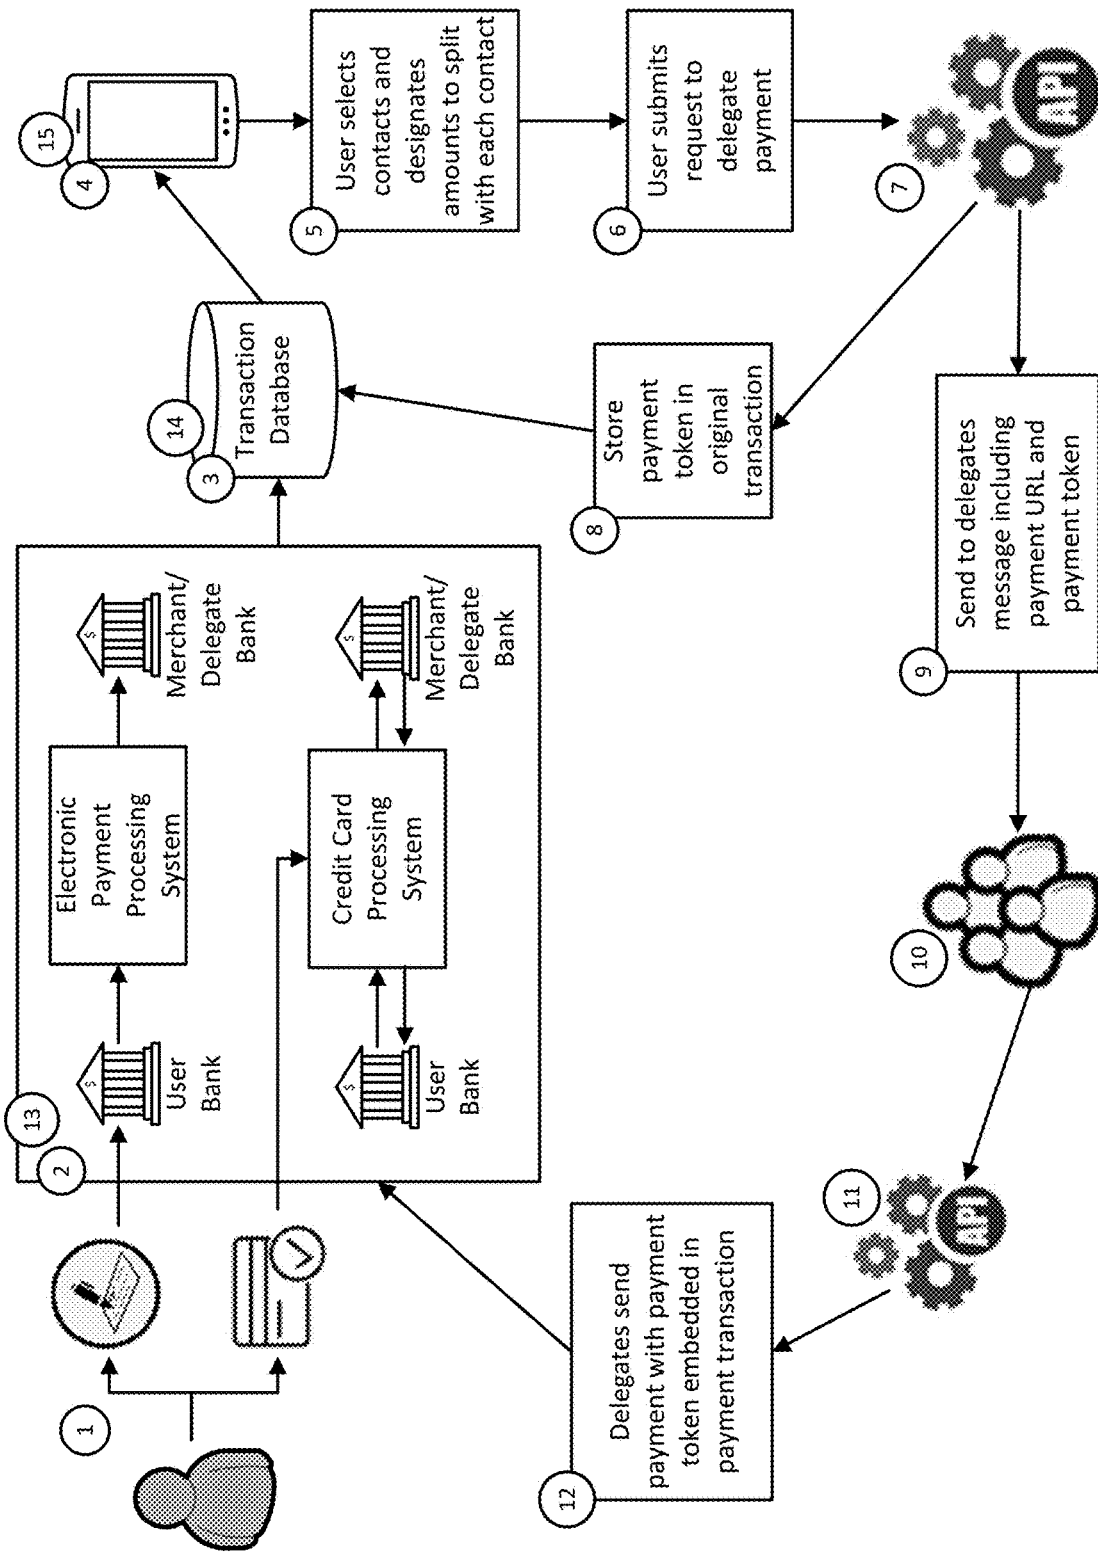 1
2
13
$
User
Bank
Electronic
Payment
Processing
System
$
Merchant/
Delegate
Bank
$
User
Bank
Credit Card
Processing
System
$
Merchant/
Delegate
Bank
3
14
Transaction
Database
4
15
5
User selects
contacts and
designates
amounts to split
with each contact
6
User submits
request to
delegate
payment
7
API
8
Store
payment
token in
original
transaction
9
Send to delegates
message including
payment URL and
payment token
10
11
API
12
Delegates send
payment with payment
token embedded in
payment transaction